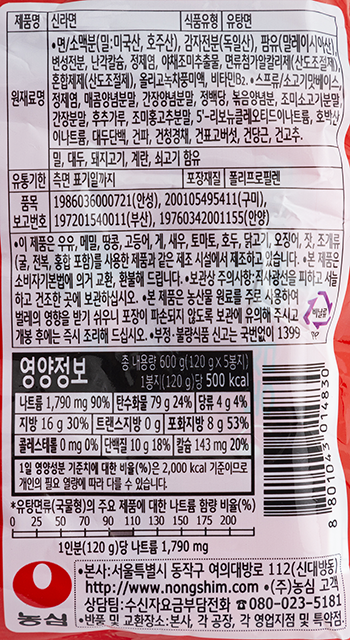 제품명 신라면 식품유형 유탕면
원재료명
•면/소맥분(밀:미국산, 호주산), 감자전분(독일산), 팜유(말레이시아산),
변성전분, 난각칼슘, 정제염, 야채조미추출물, 면류첨가알칼리제(산도조절제),
혼합제제(산도조절제), 올리고녹차풍미액, 비타민B2. •스프류/소고기맛베이스,
정제염, 매콤양념분말, 간장양념분말, 정백당, 볶음양념분, 조미소고기분말,
간장분말, 후추가루, 조미홍고추분말, 5'-리보뉴클레오티드이나트륨, 호박산
이나트륨, 대두단백, 건파, 건청경채, 건표고버섯, 건당근, 건고추.
밀, 대두, 돼지고기, 계란, 쇠고기 함유
유통기한 측면 표기일까지 포장재질 폴리프로필렌
품목 1986036000721(안성), 200105495411(구미),
보고번호 197201540011(부산), 19760342001155(안양)
•이 제품은 우유, 메밀, 땅콩, 고등어, 게, 새우, 토마토, 호두, 닭고기, 오징어, 잣, 조개류
(굴, 전복, 홍합 포함)를 사용한 제품과 같은 제조 시설에서 제조하고 있습니다. •본 제품은
소비자기본법에 의거 교환, 환불해 드립니다. •보관상 주의사항:직사광선을 피하고 서늘
하고 건조한 곳에 보관하십시오. •본 제품은 농산물 원료를 주로 사용하여
벌레의 영향을 받기 쉬우니 포장이 파손되지 않도록 보관에 유의해 주시고
개봉 후에는 즉시 조리해 드십시오. •부정·불량식품 신고는 국번없이 1399
비닐류
PP
영양정보
총 내용량 600 g(120 g x 5봉지)
1봉지(120 g)당 500 kcal
나트륨 1,790 mg 90% 탄수화물 79 g 24% 당류 4 g 4%
지방 16 g 30% 트랜스지방 0 g 포화지방 8 g 53%
콜레스테롤 0 mg 0% 단백질 10 g 18% 칼슘 143 mg 20%
1일 영양성분 기준치에 대한 비율(%)은 2,000 kcal 기준이므로
개인의 필요 열량에 따라 다를 수 있습니다.
*유탕면류(국물형)의 주요 제품에 대한 나트륨 함량 비율(%)
0 25 50 70 90 110 130 150 175 200
1인분(120 g)당 나트륨 1,790 mg
8 801043 014830
농심
•본사:서울특별시 동작구 여의대방로 112(신대방동)
http://www.nongshim.com •(주)농심 고객
상담팀:수신자요금부담전화 ☎080-023-5181
•반품 및 교환장소:본사, 각 공장, 각 영업지점 및 특약점.